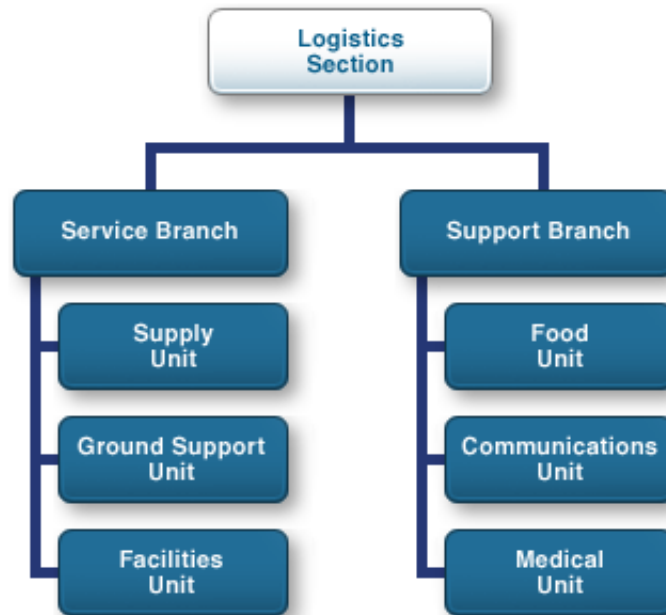 Logistics
Section
Service Branch
Support Branch
Supply
Unit
Food
Unit
Ground Support
Unit
Communications
Unit
Facilities
Unit
Medical
Unit